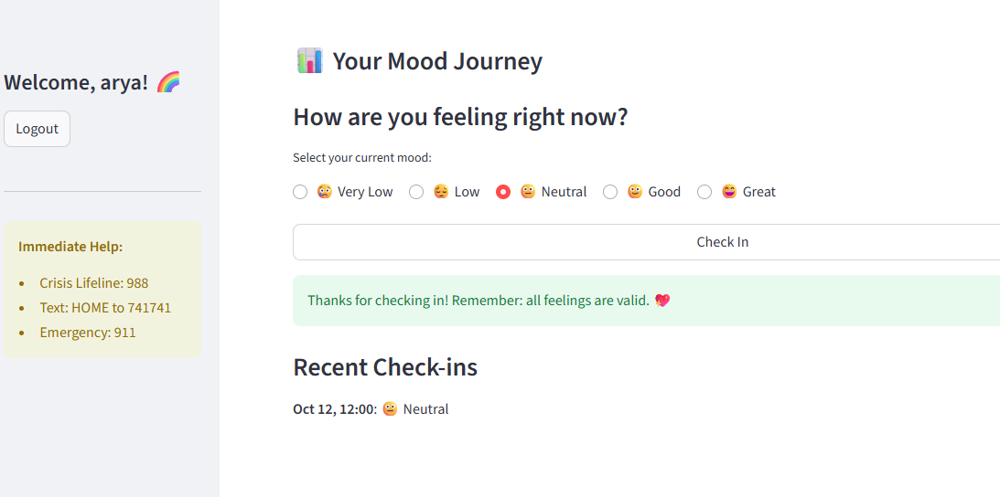 Welcome, arya! 🌈
Logout
Immediate Help:
• Crisis Lifeline: 988
• Text: HOME to 741741
• Emergency: 911
📊 Your Mood Journey
How are you feeling right now?
Select your current mood:
😢 Very Low 😔 Low 😐 Neutral 🙂 Good 😄 Great
Check In
Thanks for checking in! Remember: all feelings are valid. 💖
Recent Check-ins
Oct 12, 12:00: 😐 Neutral